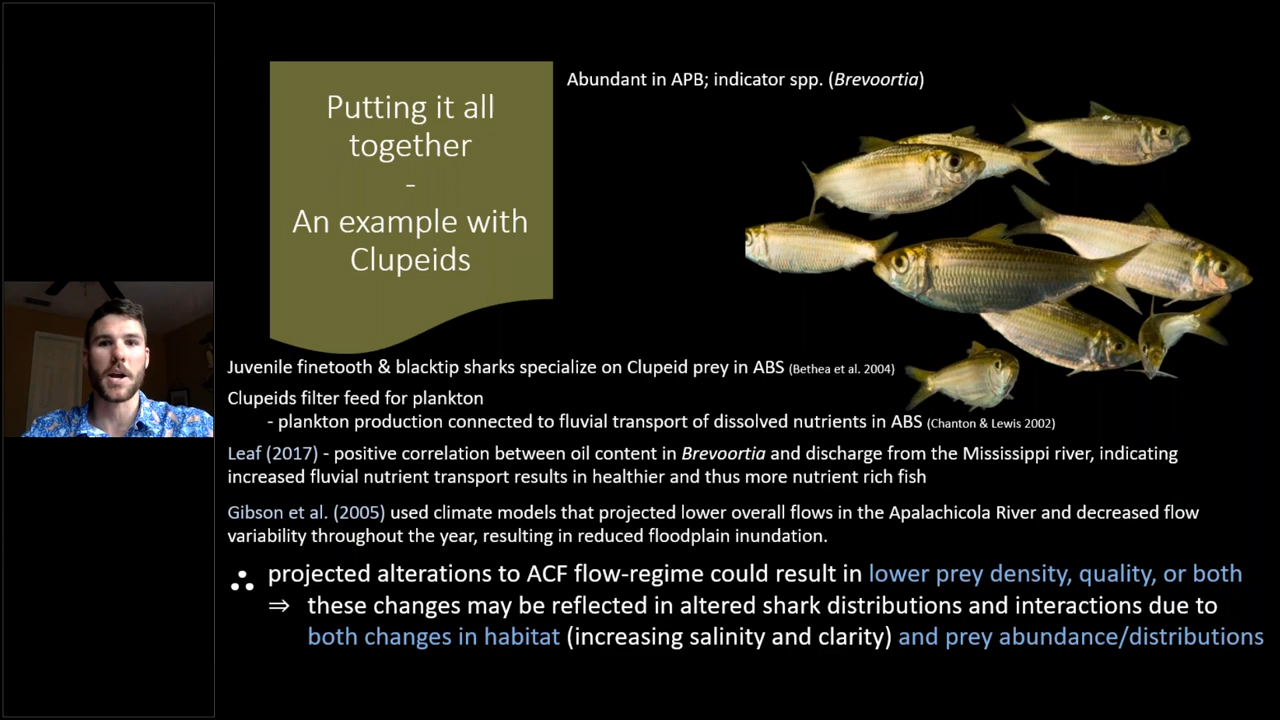 Putting it all
together
-
An example with
Clupeids
Abundant in APB; indicator spp. (Brevoortia)
Juvenile finetooth & blacktip sharks specialize on Clupeid prey in ABS (Bethea et al. 2004)
Clupeids filter feed for plankton
- plankton production connected to fluvial transport of dissolved nutrients in ABS (Chanton & Lewis 2002)
Leaf (2017) - positive correlation between oil content in Brevoortia and discharge from the Mississippi river, indicating
increased fluvial nutrient transport results in healthier and thus more nutrient rich fish
Gibson et al. (2005) used climate models that projected lower overall flows in the Apalachicola River and decreased flow
variability throughout the year, resulting in reduced floodplain inundation.
∴ projected alterations to ACF flow-regime could result in lower prey density, quality, or both
⇒ these changes may be reflected in altered shark distributions and interactions due to
both changes in habitat (increasing salinity and clarity) and prey abundance/distributions